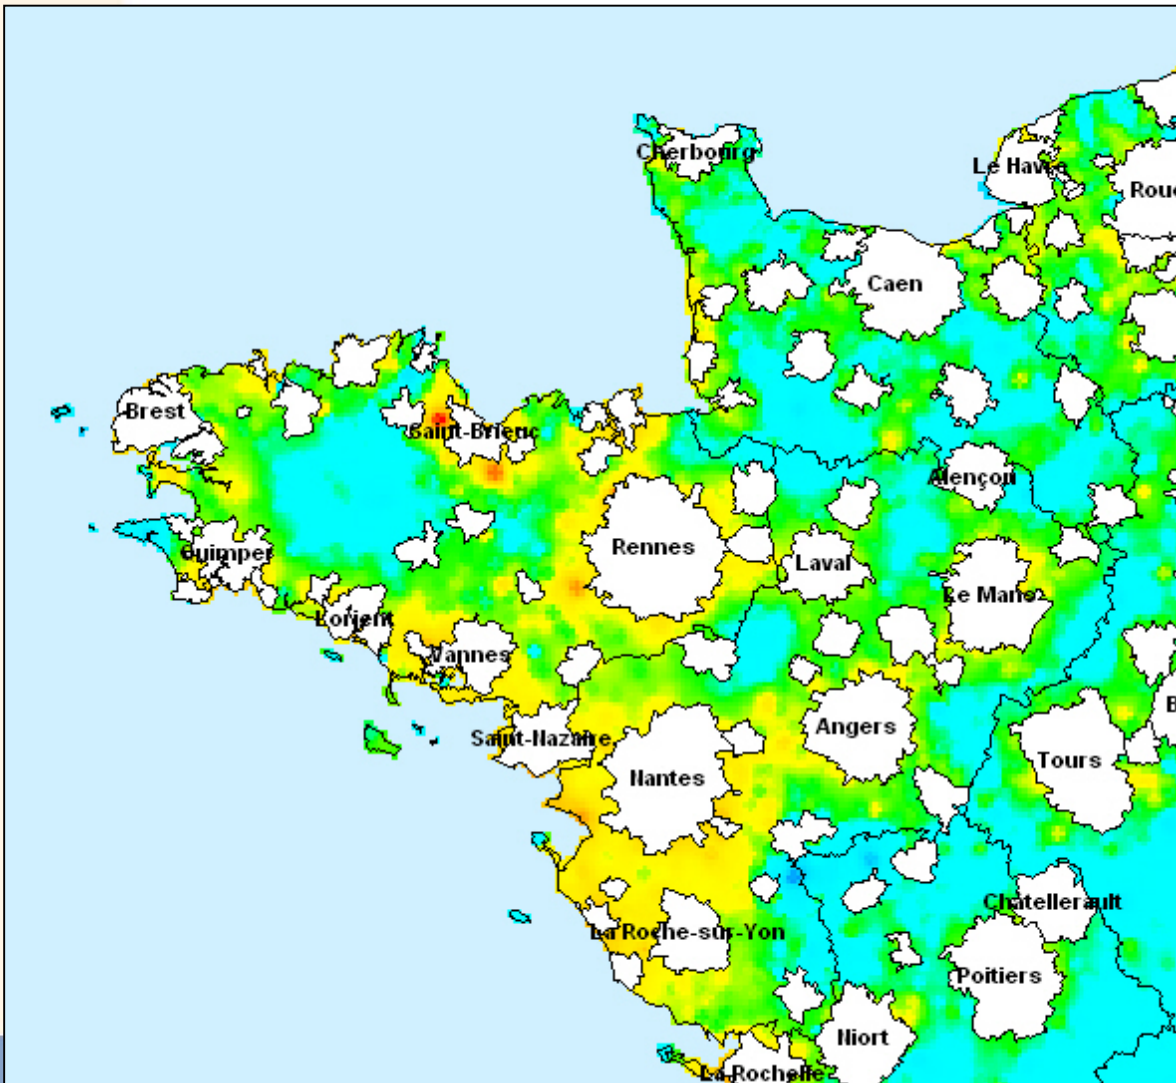 Cherbourg
Le Havre
Roue
Caen
Brest
Saint-Brieuc
Alençon
Quimper
Rennes
Laval
Le Mans
Lorient
Vannes
Saint-Nazaire
Angers
Nantes
Tours
B
Chatellerault
La Roche-sur-Yon
Poitiers
Niort
La Rochelle